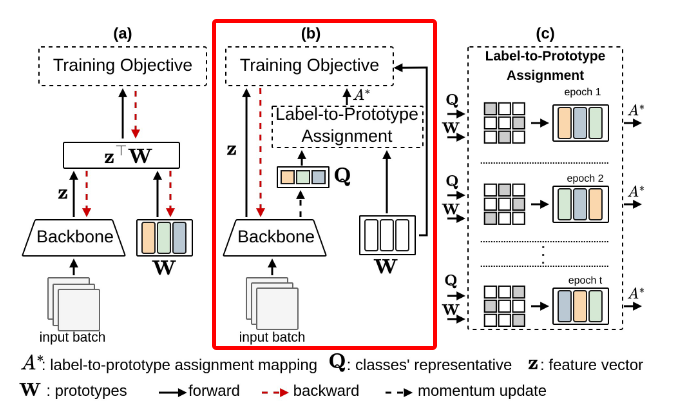 (a)
Training Objective
z⊤W
z
Backbone
W
input batch
(b)
Training Objective
A*
Label-to-Prototype
Assignment
z
Q
Backbone
W
input batch
(c)
Label-to-Prototype
Assignment
epoch 1
Q
W
A*
epoch 2
Q
W
A*
epoch t
Q
W
A*
A*: label-to-prototype assignment mapping Q: classes' representative z: feature vector
W : prototypes forward backward momentum update